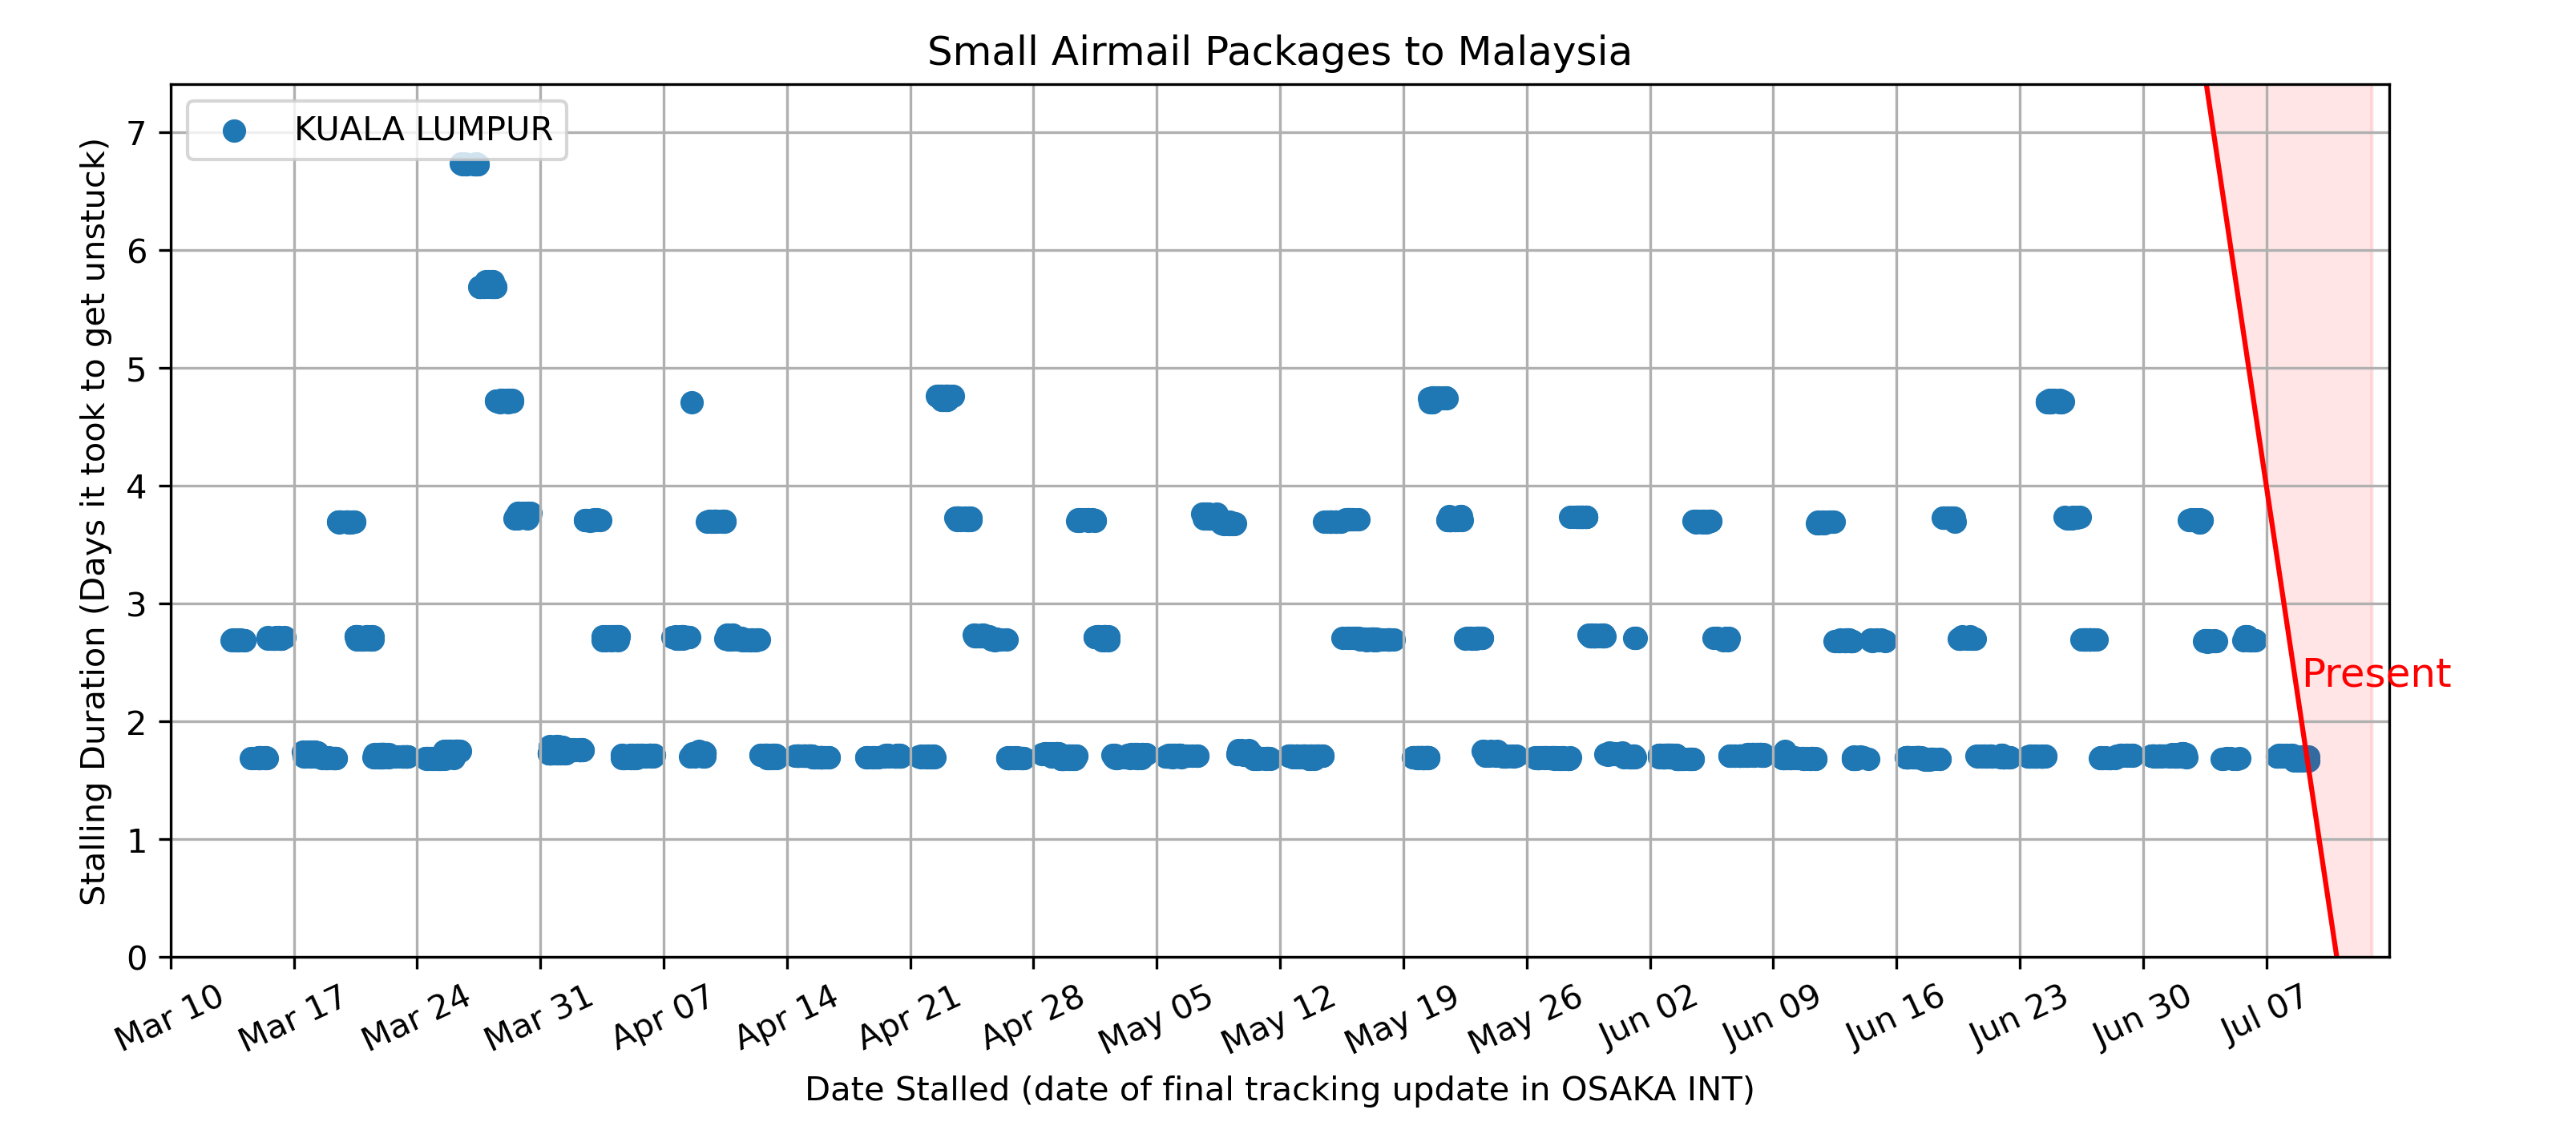 Small Airmail Packages to Malaysia
KUALA LUMPUR
Stalling Duration (Days it took to get unstuck)
7
6
5
4
3
2
1
0
Present
Mar 10
Mar 17
Mar 24
Mar 31
Apr 07
Apr 14
Apr 21
Apr 28
May 05
May 12
May 19
May 26
Jun 02
Jun 09
Jun 16
Jun 23
Jun 30
Jul 07
Date Stalled (date of final tracking update in OSAKA INT)